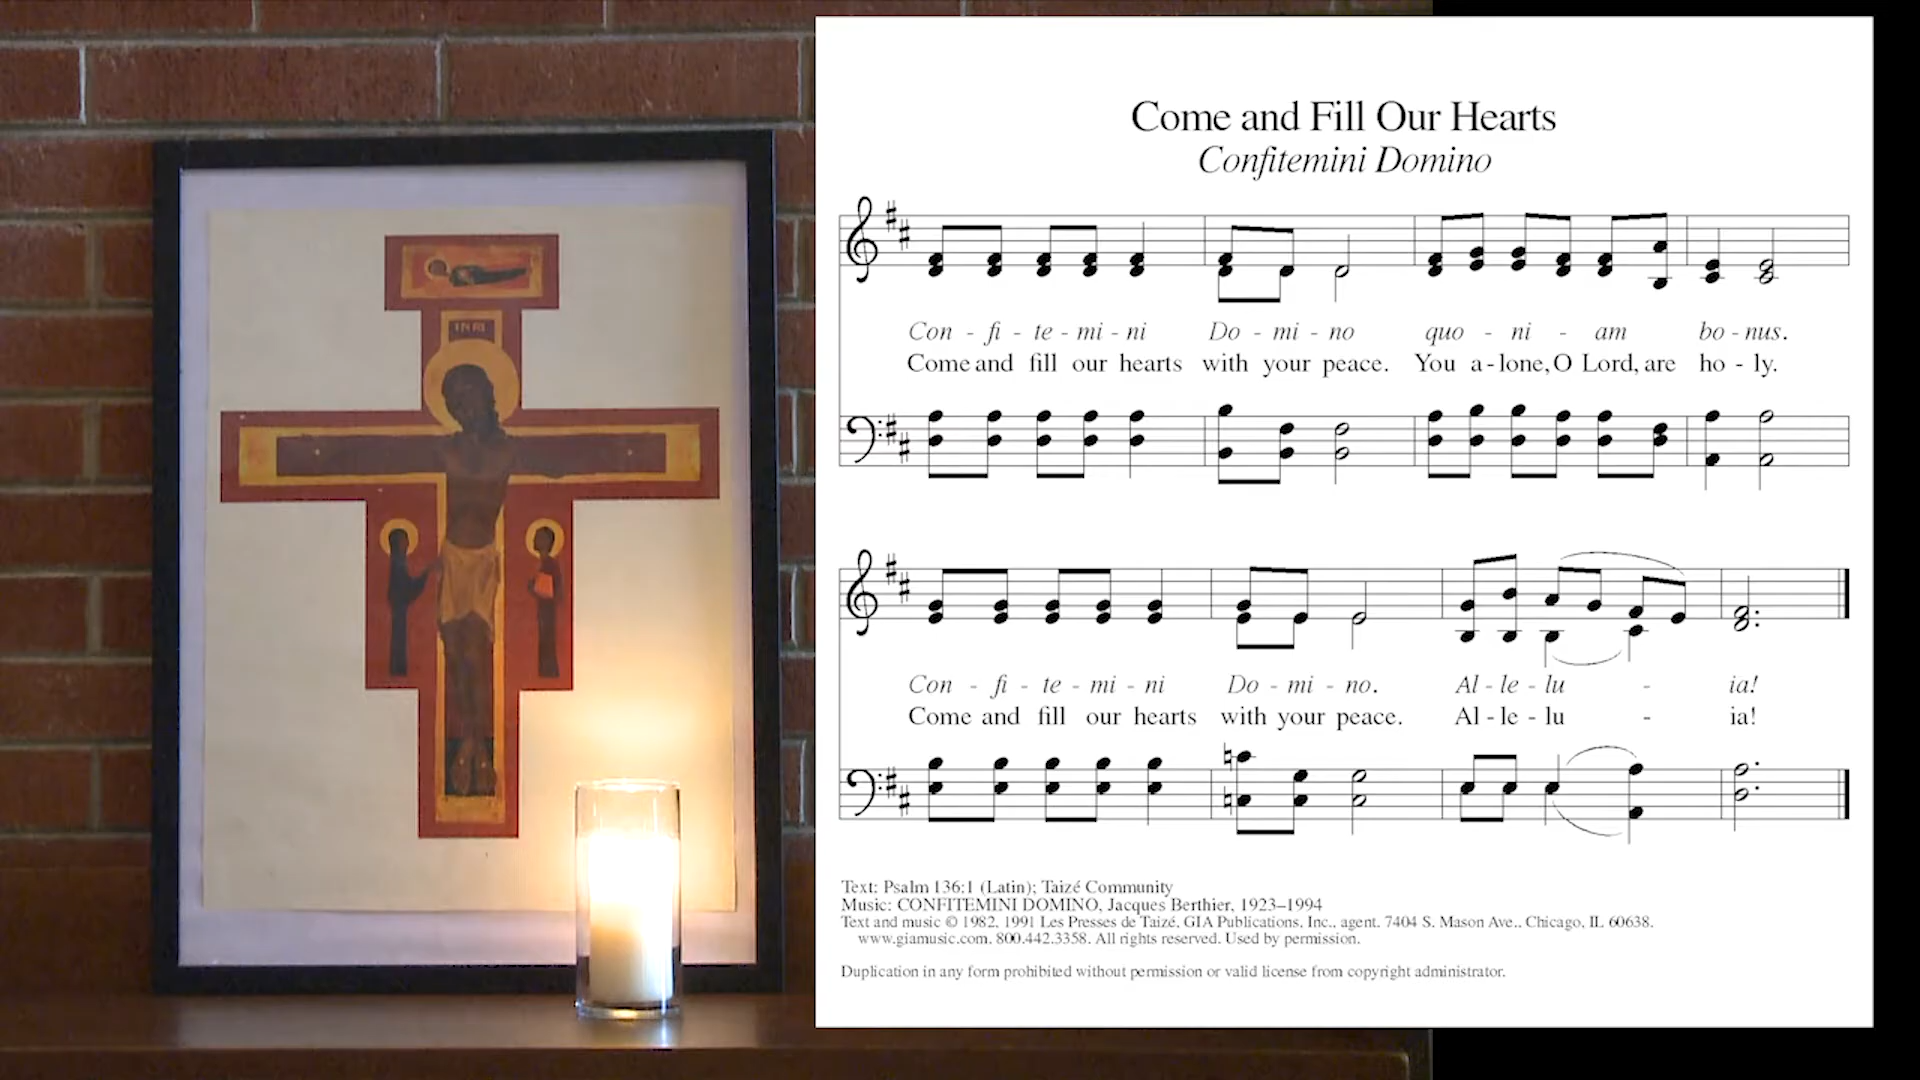 INRI
Come and Fill Our Hearts
Confitemini Domino
Con - fi - te - mi - ni Do - mi - no quo - ni - am bo - nus.
Come and fill our hearts with your peace. You a - lone, O Lord, are ho - ly.
Con - fi - te - mi - ni Do - mi - no. Al - le - lu - ia!
Come and fill our hearts with your peace. Al - le - lu - ia!
Text: Psalm 136:1 (Latin); Taizé Community
Music: CONFITEMINI DOMINO, Jacques Berthier, 1923–1994
Text and music © 1982, 1991 Les Presses de Taizé, GIA Publications, Inc., agent. 7404 S. Mason Ave., Chicago, IL 60638.
www.giamusic.com. 800.442.3358. All rights reserved. Used by permission.
Duplication in any form prohibited without permission or valid license from copyright administrator.